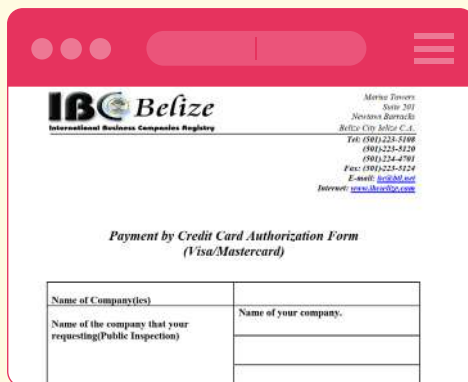 IBC Belize
International Business Companies Registry
Marina Towers
Suite 201
Newtown Barracks
Belize City Belize C.A.
Tel: (501)-223-5108
(501)-223-5120
(501)-224-4701
Fax: (501)-223-5124
E-mail: ibc@btl.net
Internet: www.ibcbelize.com
Payment by Credit Card Authorization Form
(Visa/Mastercard)
Name of Company(ies)
Name of the company that your
requesting(Public Inspection)
Name of your company.